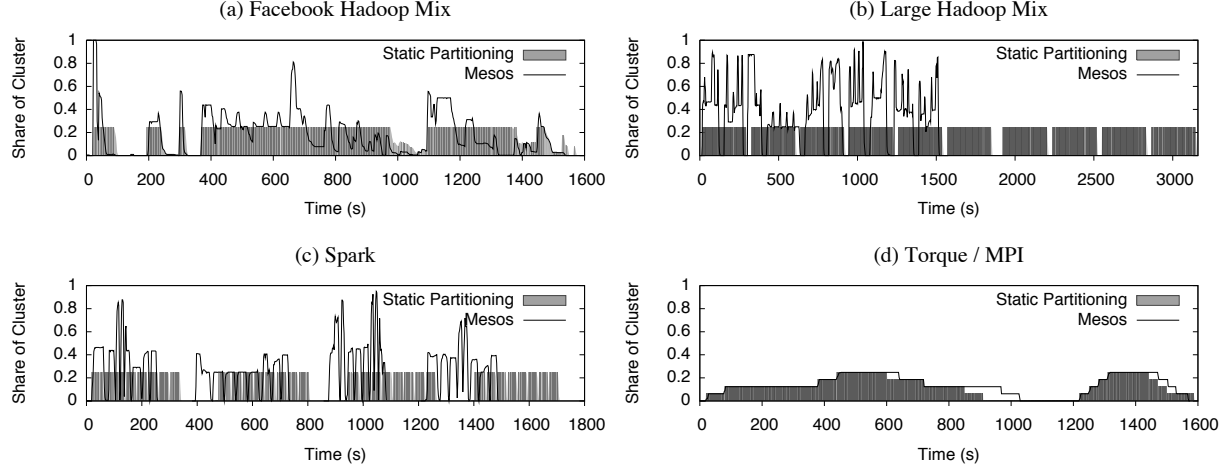 (a) Facebook Hadoop Mix
Share of Cluster
1
0.8
0.6
0.4
0.2
0
Static Partitioning
Mesos
0 200 400 600 800 1000 1200 1400 1600
Time (s)
(b) Large Hadoop Mix
Share of Cluster
1
0.8
0.6
0.4
0.2
0
Static Partitioning
Mesos
0 500 1000 1500 2000 2500 3000
Time (s)
(c) Spark
Share of Cluster
1
0.8
0.6
0.4
0.2
0
Static Partitioning
Mesos
0 200 400 600 800 1000 1200 1400 1600 1800
Time (s)
(d) Torque / MPI
Share of Cluster
1
0.8
0.6
0.4
0.2
0
Static Partitioning
Mesos
0 200 400 600 800 1000 1200 1400 1600
Time (s)